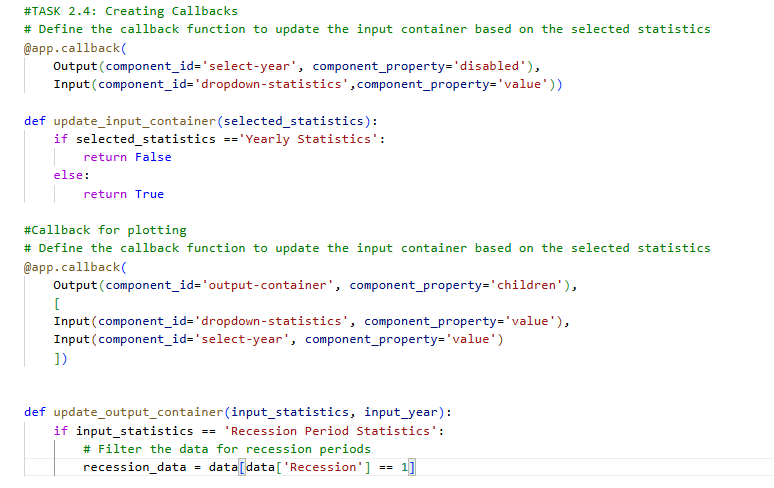 #TASK 2.4: Creating Callbacks
# Define the callback function to update the input container based on the selected statistics
@app.callback(
    Output(component_id='select-year', component_property='disabled'),
    Input(component_id='dropdown-statistics',component_property='value'))

def update_input_container(selected_statistics):
    if selected_statistics =='Yearly Statistics':
        return False
    else:
        return True

#Callback for plotting
# Define the callback function to update the input container based on the selected statistics
@app.callback(
    Output(component_id='output-container', component_property='children'),
    [
    Input(component_id='dropdown-statistics', component_property='value'),
    Input(component_id='select-year', component_property='value')
    ])

def update_output_container(input_statistics, input_year):
    if input_statistics == 'Recession Period Statistics':
        # Filter the data for recession periods
        recession_data = data[data['Recession'] == 1]